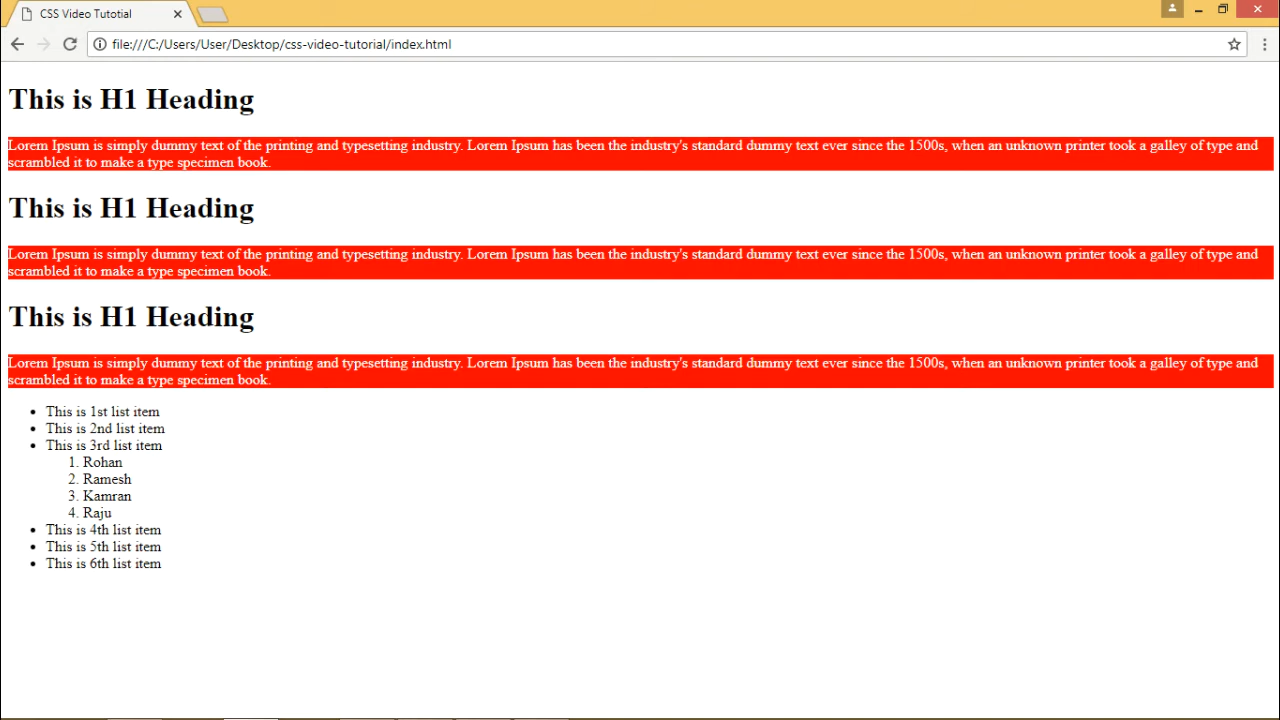 CSS Video Tutotial
file:///C:/Users/User/Desktop/css-video-tutorial/index.html
This is H1 Heading
Lorem Ipsum is simply dummy text of the printing and typesetting industry. Lorem Ipsum has been the industry's standard dummy text ever since the 1500s, when an unknown printer took a galley of type and
scrambled it to make a type specimen book.
This is H1 Heading
Lorem Ipsum is simply dummy text of the printing and typesetting industry. Lorem Ipsum has been the industry's standard dummy text ever since the 1500s, when an unknown printer took a galley of type and
scrambled it to make a type specimen book.
This is H1 Heading
Lorem Ipsum is simply dummy text of the printing and typesetting industry. Lorem Ipsum has been the industry's standard dummy text ever since the 1500s, when an unknown printer took a galley of type and
scrambled it to make a type specimen book.
• This is 1st list item
• This is 2nd list item
• This is 3rd list item
1. Rohan
2. Ramesh
3. Kamran
4. Raju
• This is 4th list item
• This is 5th list item
• This is 6th list item